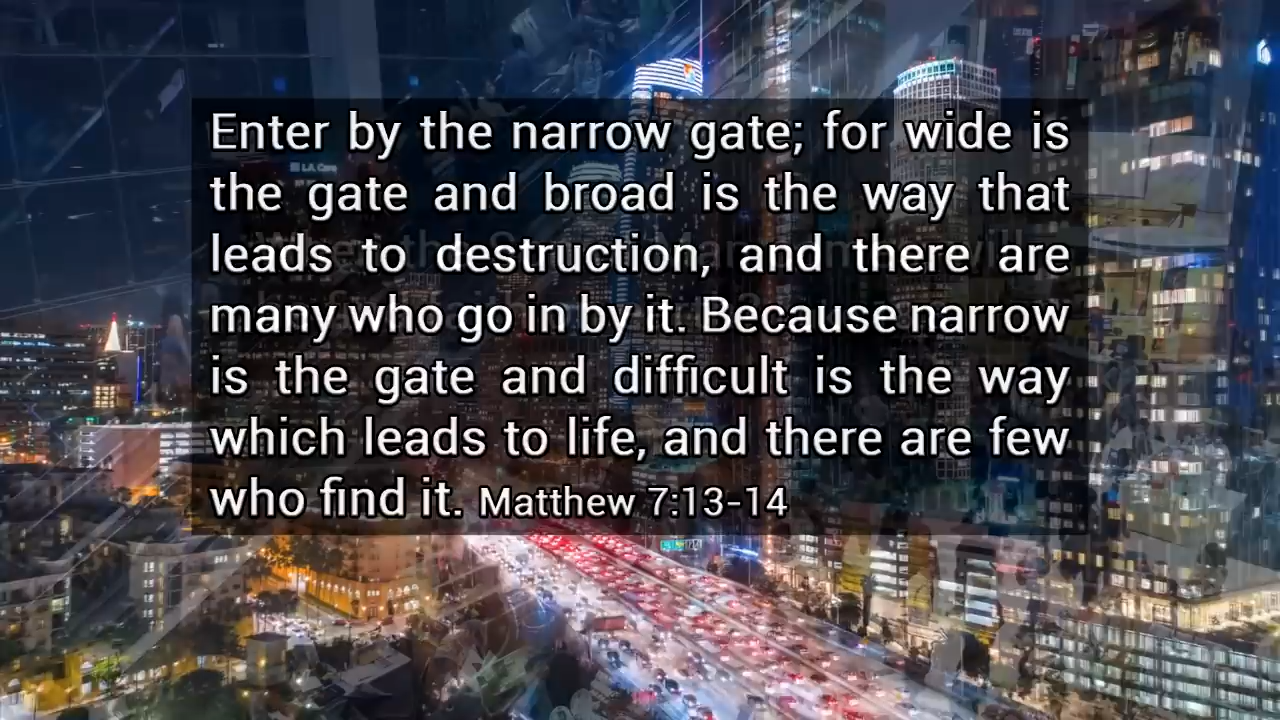 Enter by the narrow gate; for wide is
the gate and broad is the way that
leads to destruction, and there are
many who go in by it. Because narrow
is the gate and difficult is the way
which leads to life, and there are few
who find it. Matthew 7:13-14
L.A. Care